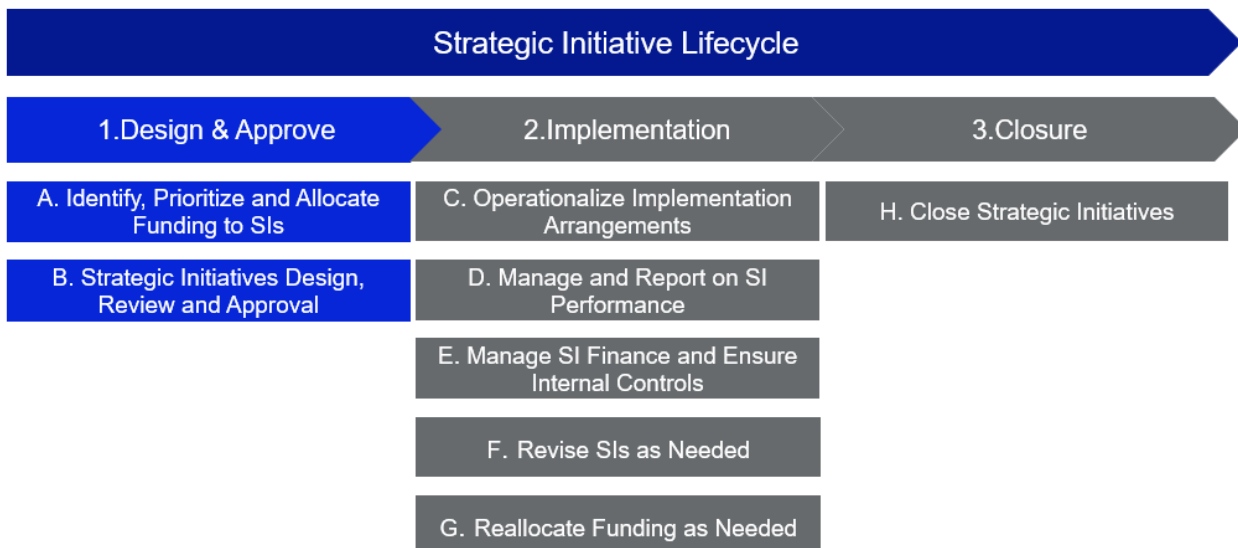 Strategic Initiative Lifecycle
1.Design & Approve
2.Implementation
3.Closure
A. Identify, Prioritize and Allocate
Funding to SIs
B. Strategic Initiatives Design,
Review and Approval
C. Operationalize Implementation
Arrangements
D. Manage and Report on SI
Performance
E. Manage SI Finance and Ensure
Internal Controls
F. Revise SIs as Needed
G. Reallocate Funding as Needed
H. Close Strategic Initiatives